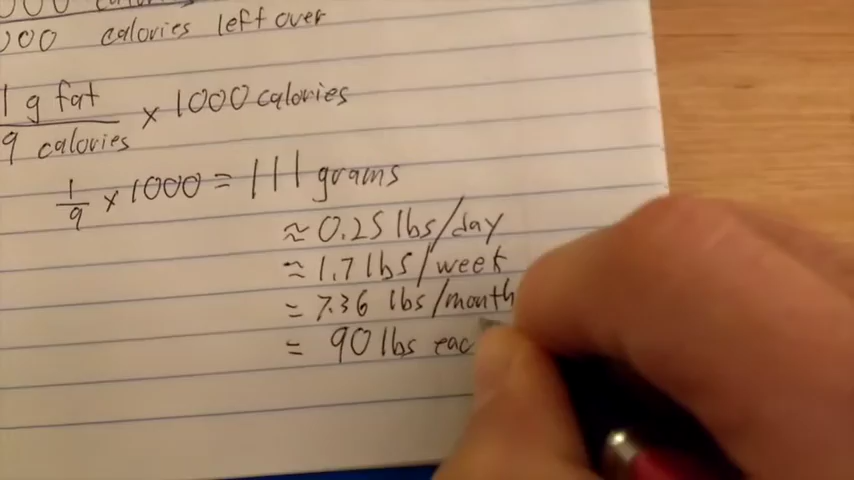 calories left over
1 g fat
9 calories × 1000 calories
1/9 × 1000 = 111 grams
≈ 0.25 lbs/day
= 1.7 lbs/week
= 7.36 lbs/month
= 90 lbs eac